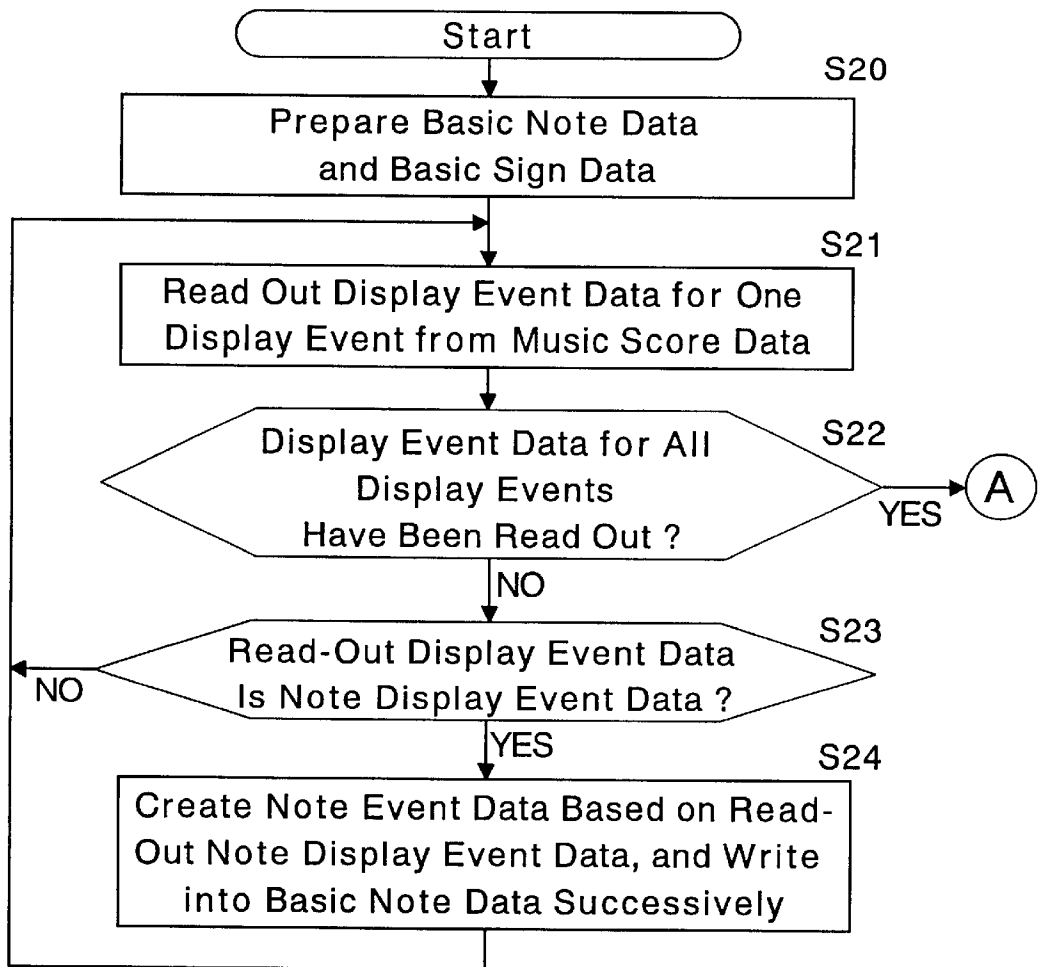 Start
S20
Prepare Basic Note Data
and Basic Sign Data
S21
Read Out Display Event Data for One
Display Event from Music Score Data
S22
Display Event Data for All
Display Events
Have Been Read Out ?
YES
A
NO
S23
Read-Out Display Event Data
Is Note Display Event Data ?
NO
YES
S24
Create Note Event Data Based on Read-
Out Note Display Event Data, and Write
into Basic Note Data Successively